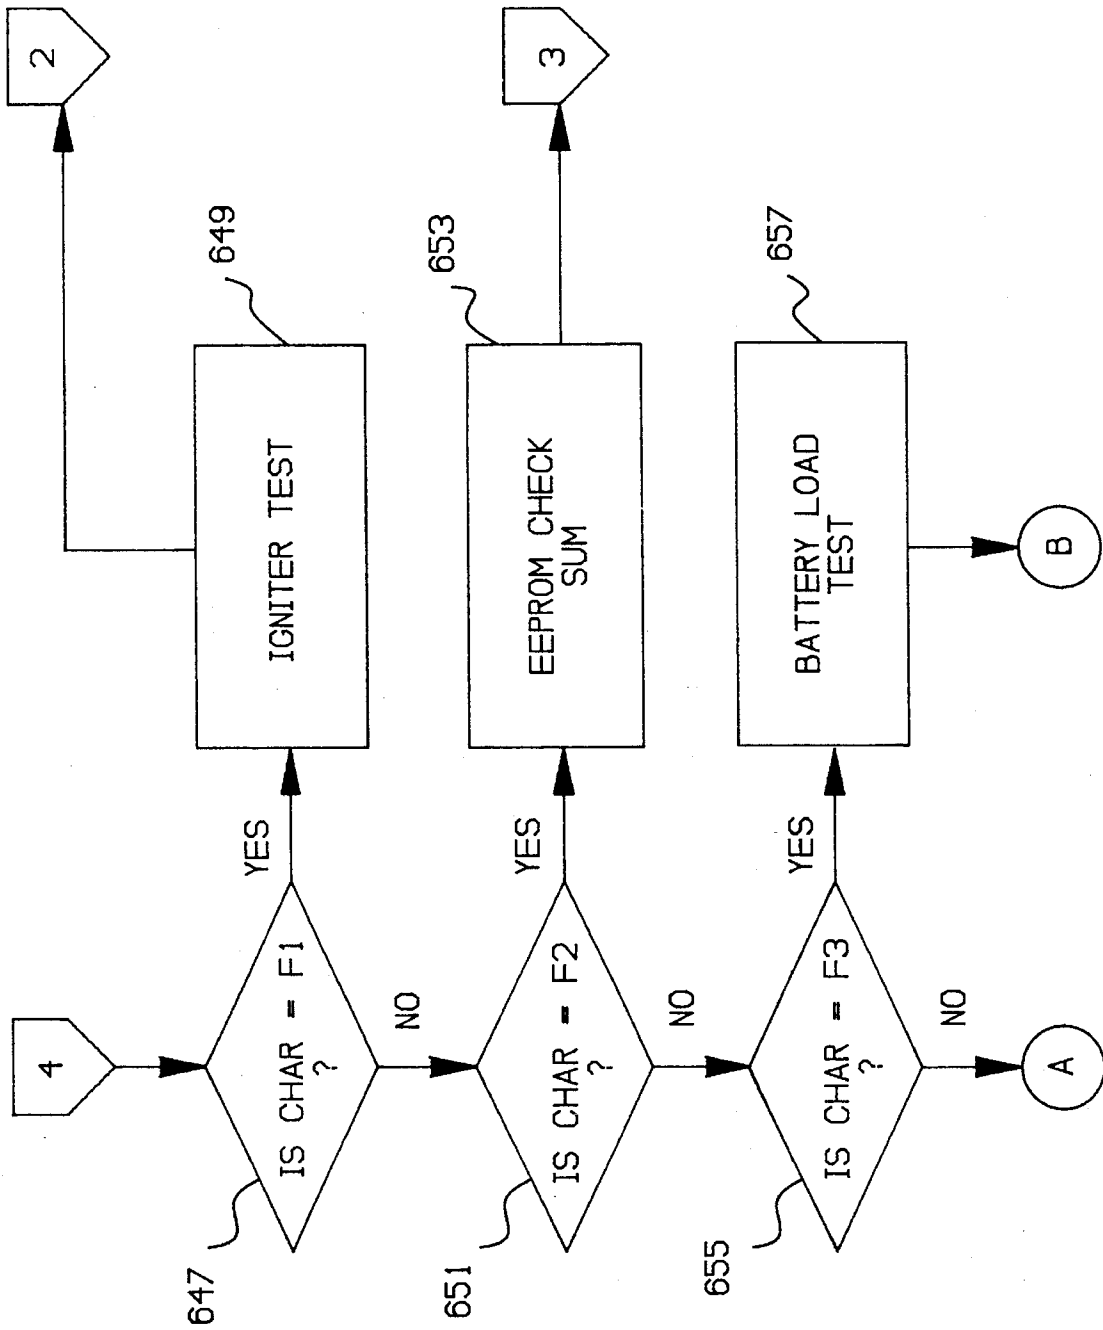 4
2
647
IS CHAR = F1
?
YES
IGNITER TEST
649
NO
651
IS CHAR = F2
?
YES
EEPROM CHECK
SUM
653
3
NO
655
IS CHAR = F3
?
YES
BATTERY LOAD
TEST
657
NO
A
B